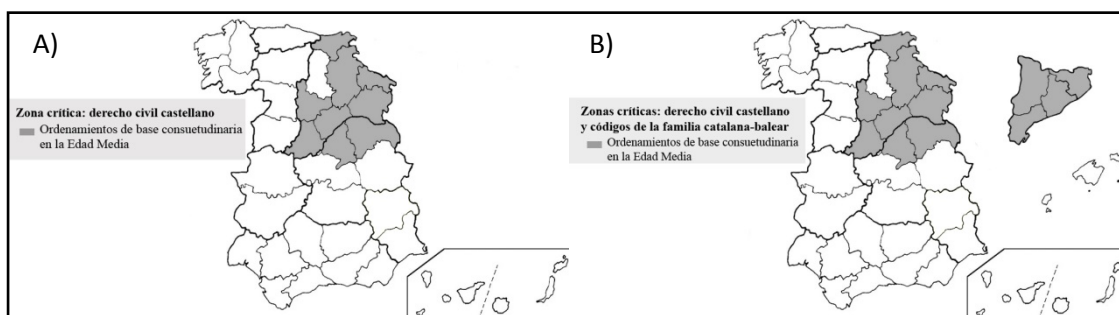 A)
Zona crítica: derecho civil castellano
Ordenamientos de base consuetudinaria
en la Edad Media
B)
Zonas críticas: derecho civil castellano
y códigos de la familia catalana-balear
Ordenamientos de base consuetudinaria
en la Edad Media